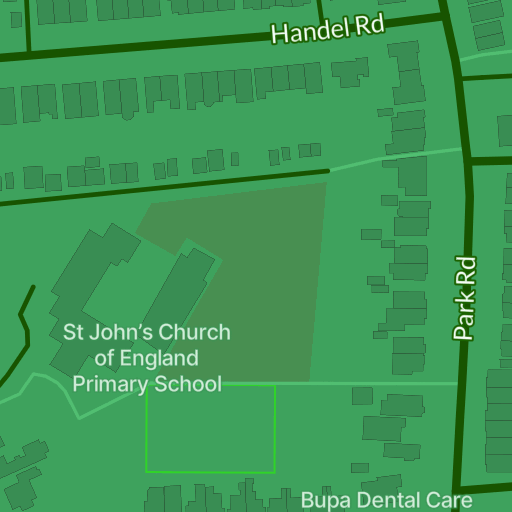 Handel Rd
Park Rd
St John’s Church
of England
Primary School
Bupa Dental Care